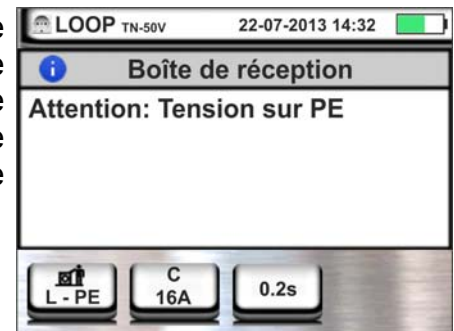 e
e
e
e
e
LOOP TN-50V 22-07-2013 14:32
Boîte de réception
Attention: Tension sur PE
L - PE
C
16A
0.2s